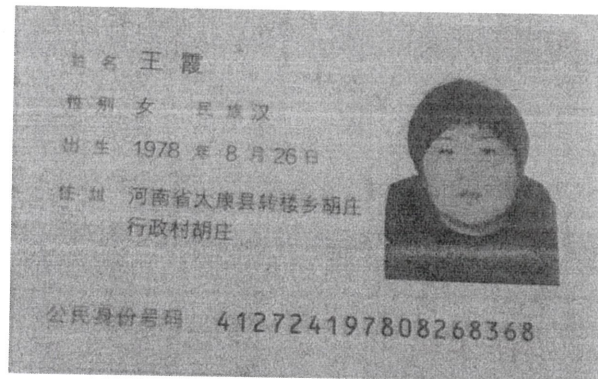 姓名 王霞
性别 女 民族 汉
出生 1978 年 8 月 26 日
住址 河南省太康县转楼乡胡庄
行政村胡庄
公民身份号码 412724197808268368